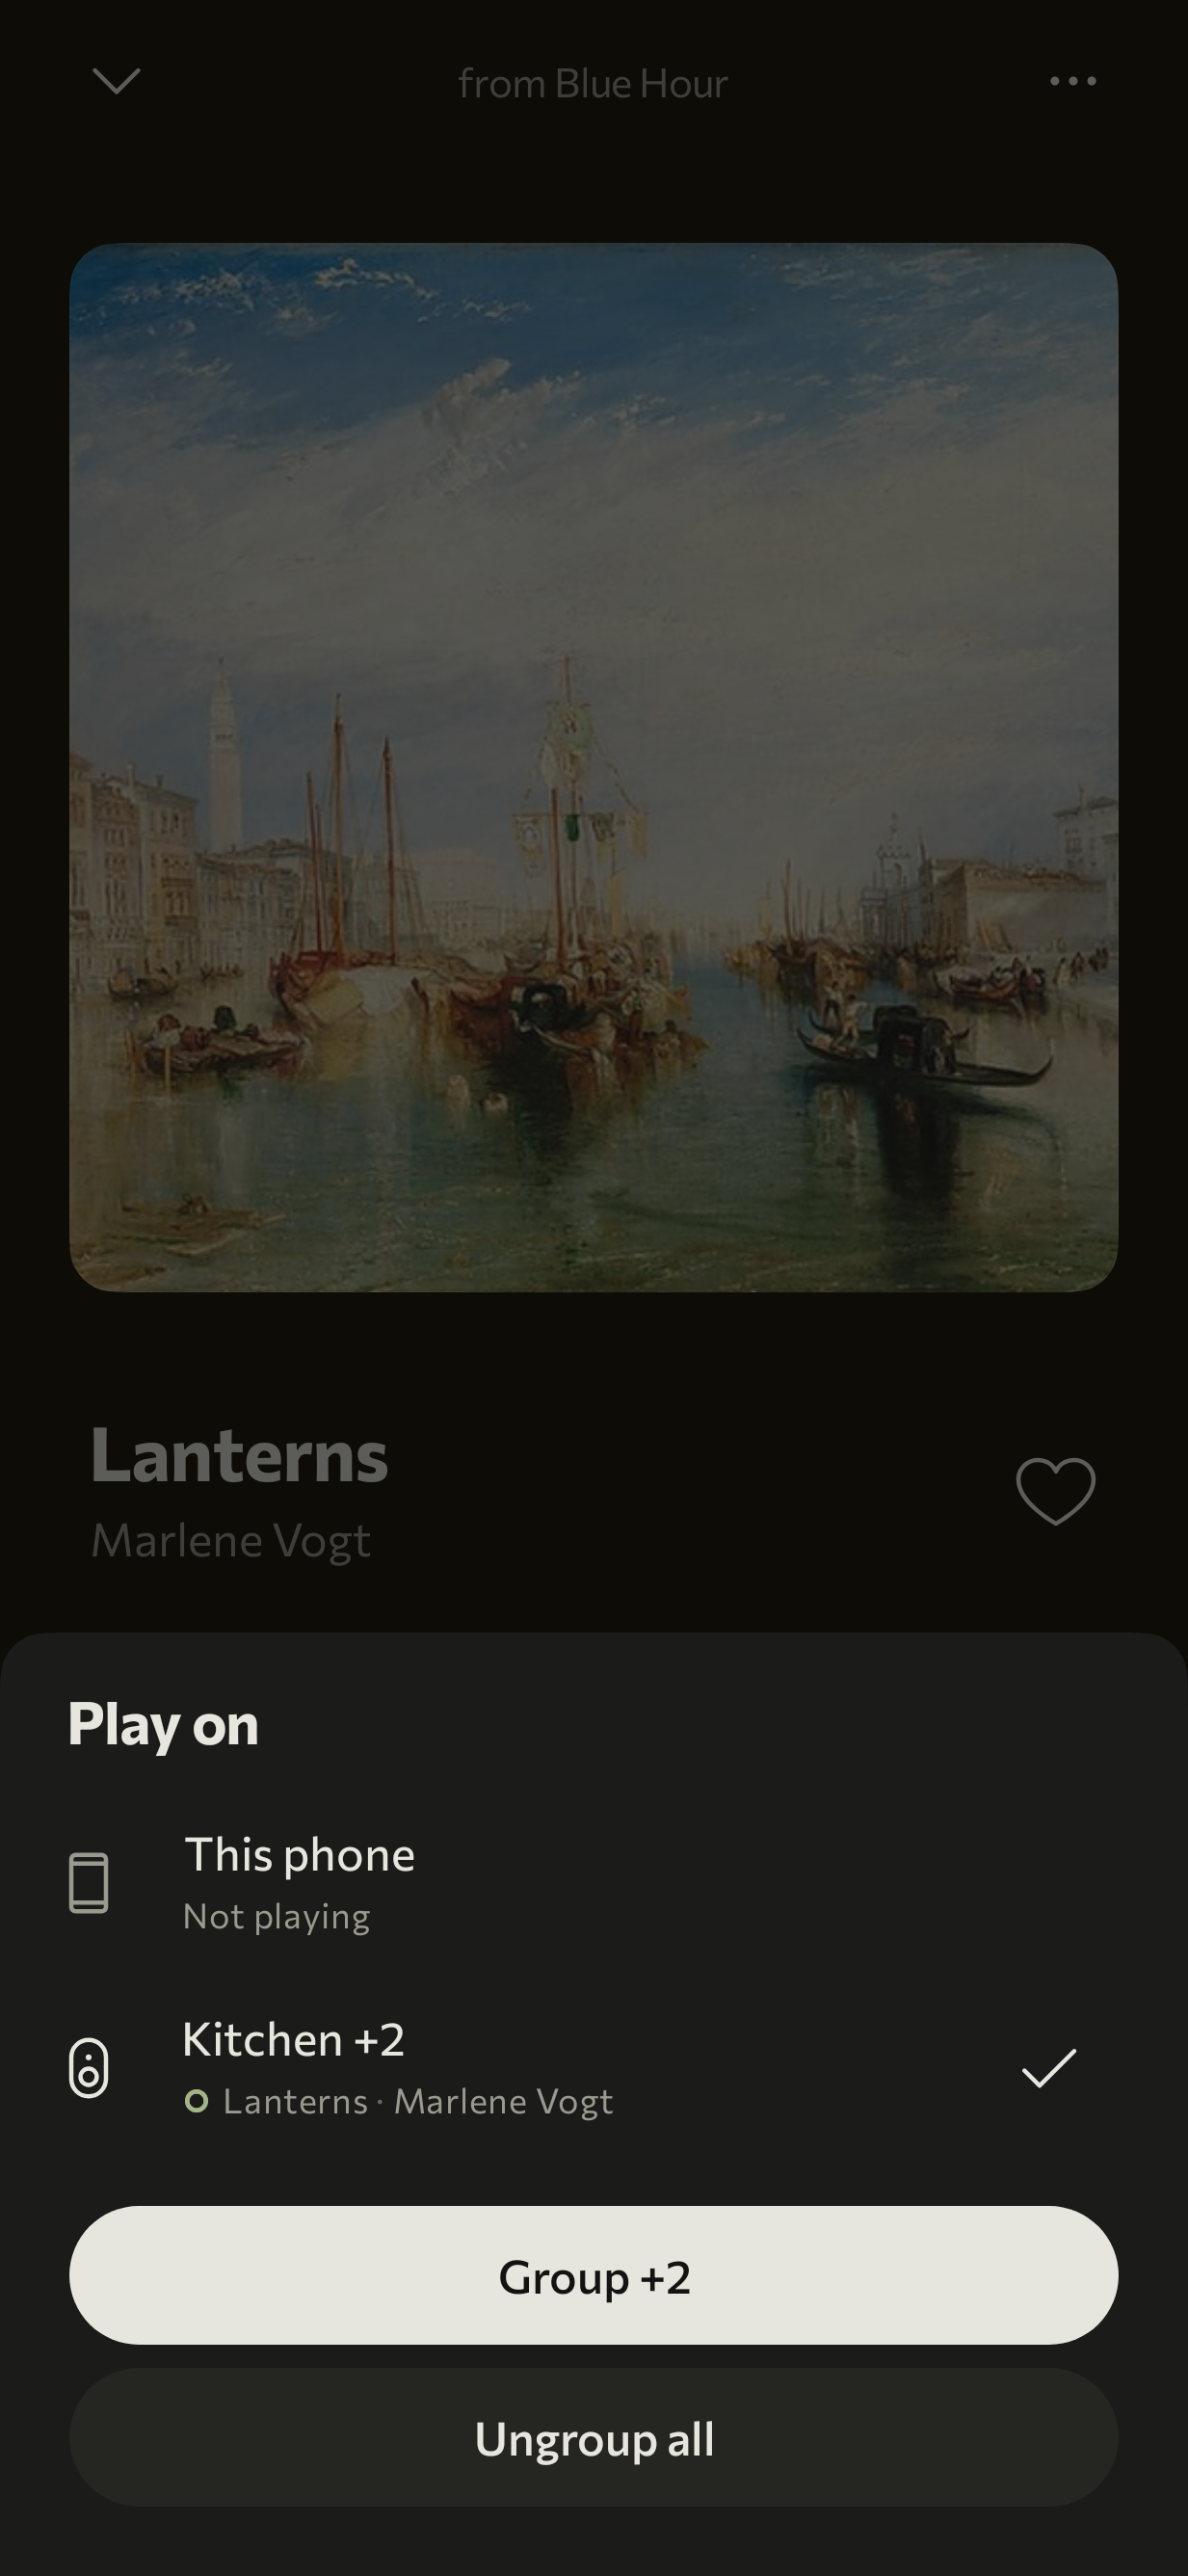 from Blue Hour
Lanterns
Marlene Vogt
Play on
This phone
Not playing
Kitchen +2
Lanterns · Marlene Vogt
Group +2
Ungroup all